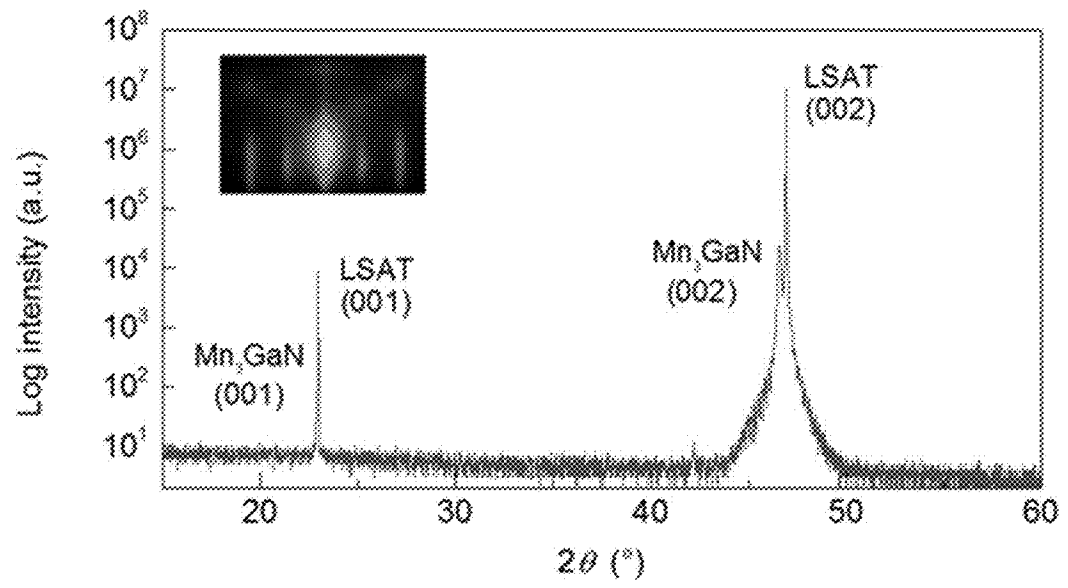 10⁸
10⁷
10⁶
10⁵
10⁴
10³
10²
10¹
Log intensity (a.u.)
LSAT
(002)
Mn₃GaN
(002)
LSAT
(001)
Mn₃GaN
(001)
20
30
40
50
60
2θ (°)